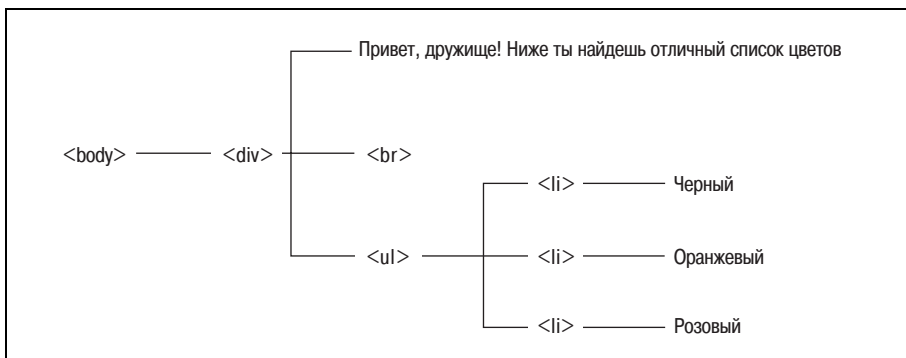 Привет, дружище! Ниже ты найдешь отличный список цветов
<body>
<div>
<br>
<li>
Черный
<ul>
<li>
Оранжевый
<li>
Розовый